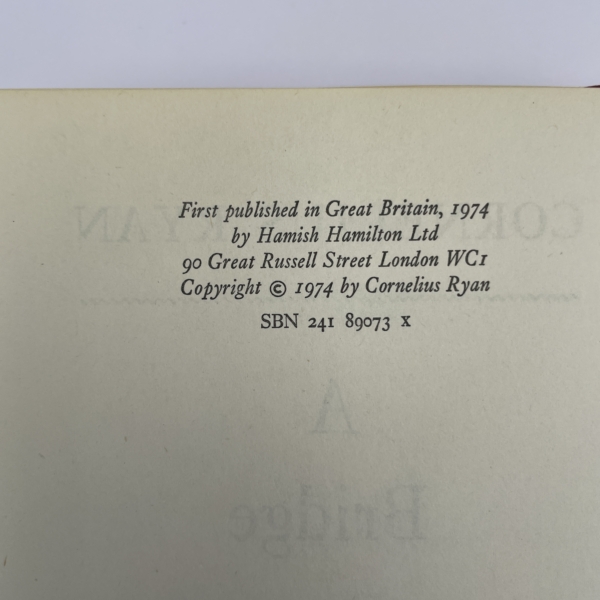 First published in Great Britain, 1974
by Hamish Hamilton Ltd
90 Great Russell Street London WC1
Copyright © 1974 by Cornelius Ryan
SBN 241 89073 x
A
Bridge